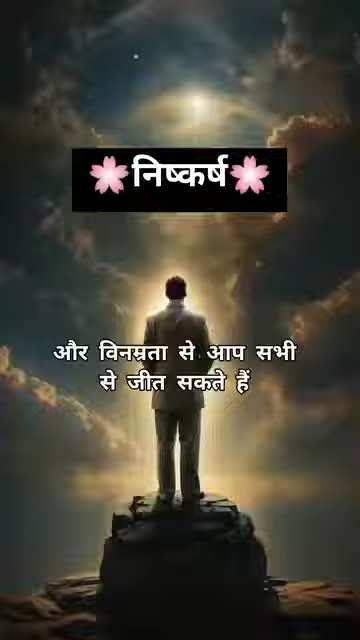 🌸निष्कर्ष🌸
और विनम्रता से आप सभी
से जीत सकते हैं